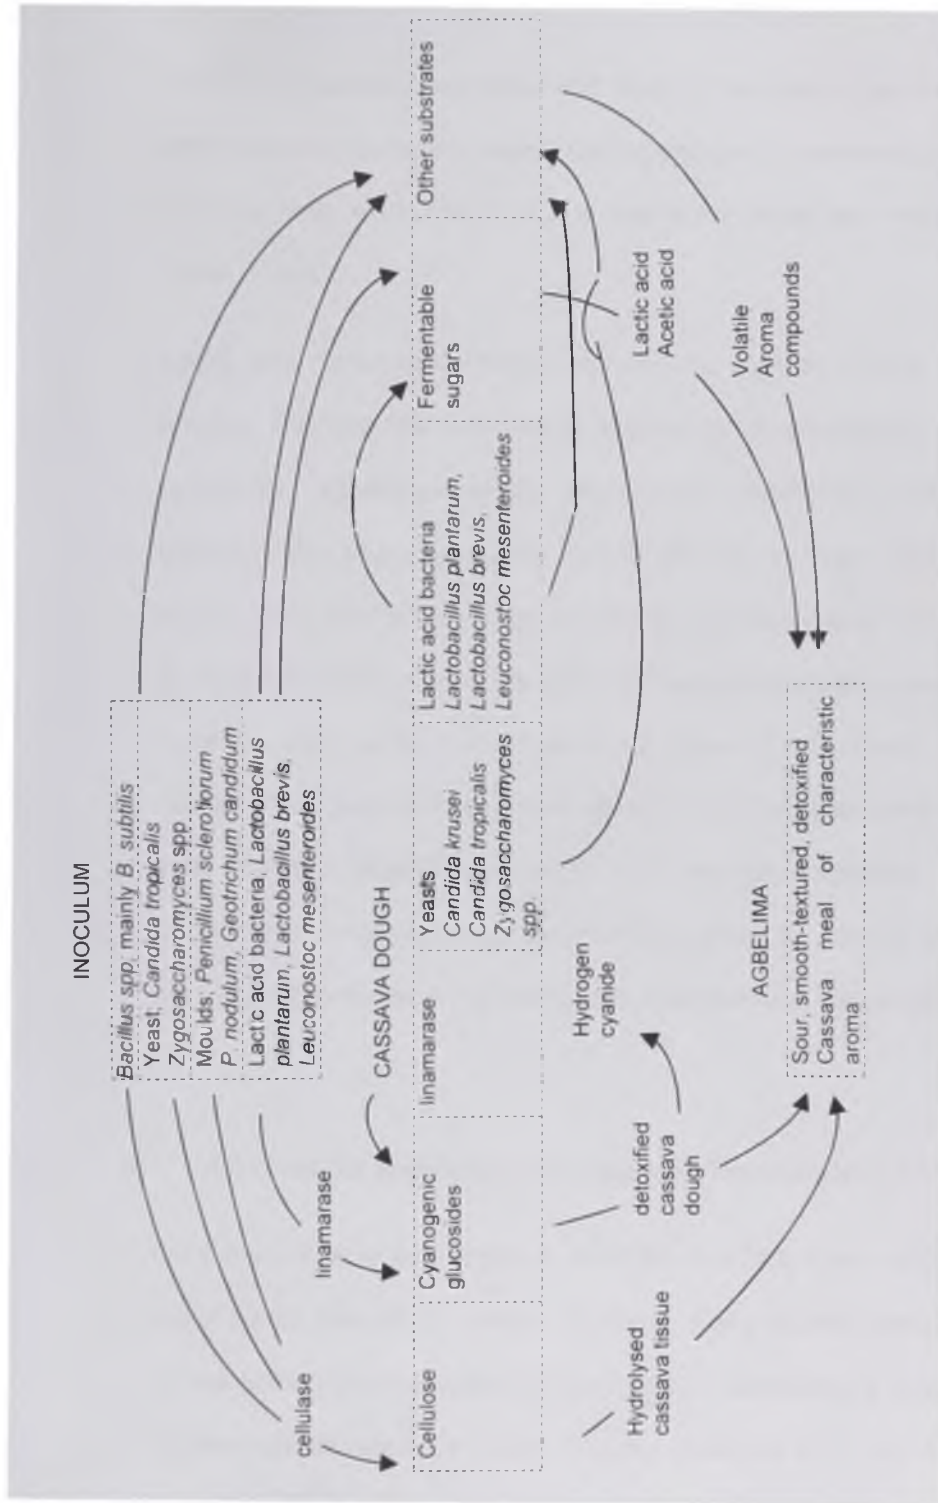 INOCULUM
Bacillus spp; mainly B. subtilis
Yeast; Candida tropicalis
Zygosaccharomyces spp
Moulds; Penicillium sclerotiorum
P. nodulum, Geotrichum candidum
Lactic acid bacteria; Lactobacillus
plantarum, Lactobacillus brevis,
Leuconostoc mesenteroides
cellulase
linamarase
CASSAVA DOUGH
Cellulose
Cyanogenic
glucosides
linamarase
Yeasts
Candida krusei
Candida tropicalis
Zygosaccharomyces
spp.
Lactic acid bacteria
Lactobacillus plantarum,
Lactobacillus brevis,
Leuconostoc mesenteroides
Fermentable
sugars
Other substrates
Hydrolysed
cassava tissue
detoxified
cassava
dough
Hydrogen
cyanide
Lactic acid
Acetic acid
Volatile
Aroma
compounds
AGBELIMA
Sour, smooth-textured, detoxified
Cassava meal of characteristic
aroma